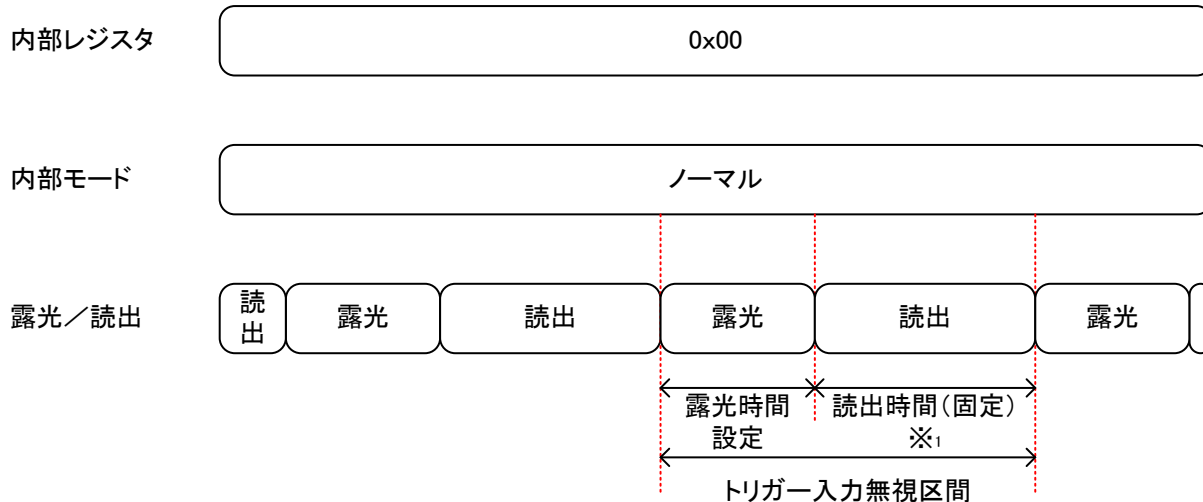 内部レジスタ
0x00
内部モード
ノーマル
露光／読出
読出
露光
読出
露光
読出
露光
露光時間
設定
読出時間(固定)
※1
トリガー入力無視区間